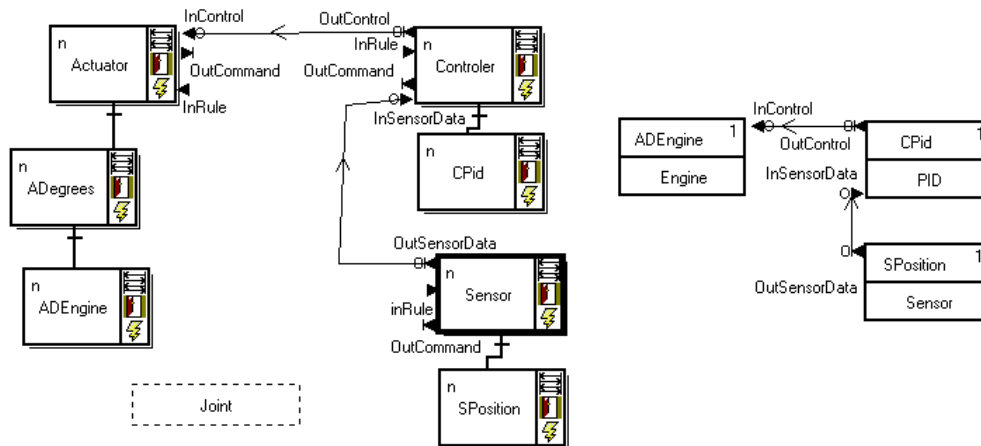 InControl
OutControl
n
Actuator
OutCommand
InRule
InRule
OutCommand
n
Controler
InSensorData
n
ADegrees
n
CPid
n
ADEngine
OutSensorData
n
Sensor
inRule
OutCommand
n
SPosition
Joint
InControl
ADEngine 1
Engine
OutControl
CPid 1
PID
InSensorData
SPosition 1
Sensor
OutSensorData